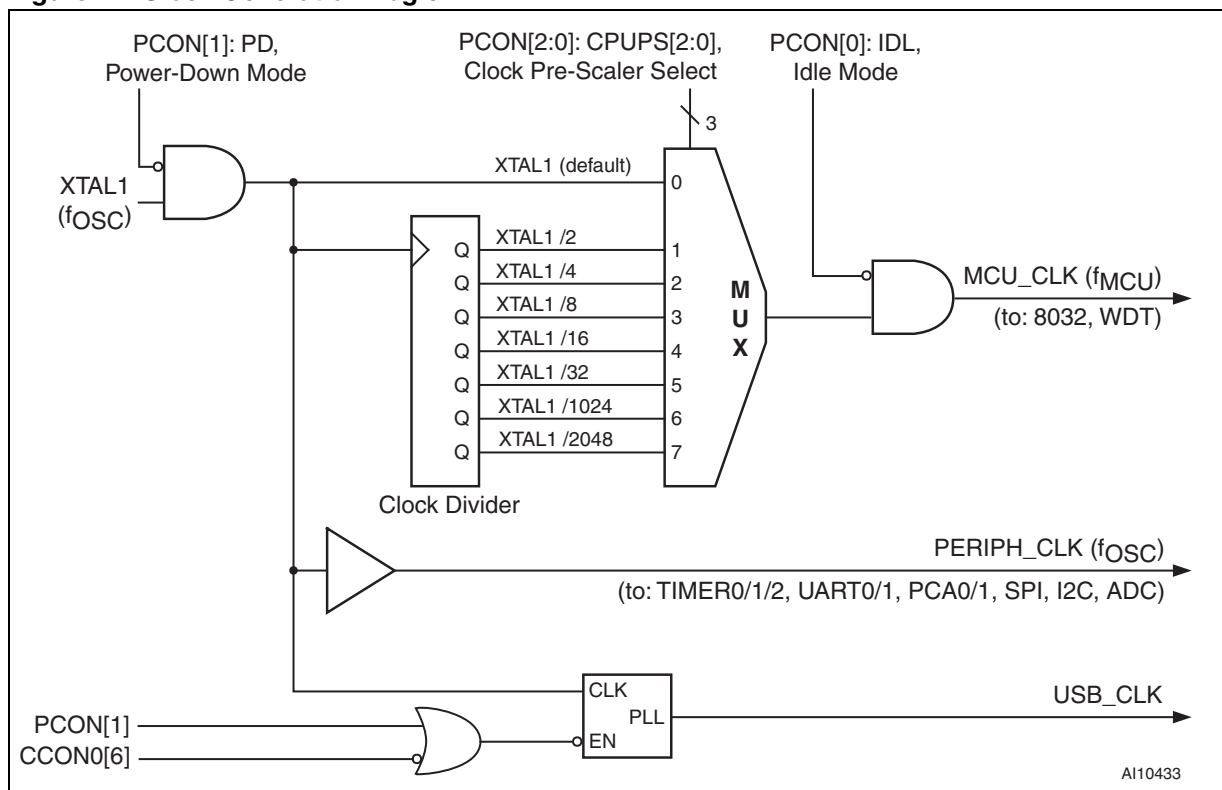 PCON[1]: PD,
Power-Down Mode
PCON[2:0]: CPUPS[2:0],
Clock Pre-Scaler Select
PCON[0]: IDL,
Idle Mode
3
XTAL1
(fOSC)
XTAL1 (default)
0
Q XTAL1 /2 1
Q XTAL1 /4 2
Q XTAL1 /8 3
Q XTAL1 /16 4
Q XTAL1 /32 5
Q XTAL1 /1024 6
Q XTAL1 /2048 7
M
U
X
Clock Divider
MCU_CLK (fMCU)
(to: 8032, WDT)
PERIPH_CLK (fOSC)
(to: TIMER0/1/2, UART0/1, PCA0/1, SPI, I2C, ADC)
CLK
PLL
EN
USB_CLK
PCON[1]
CCON0[6]
AI10433